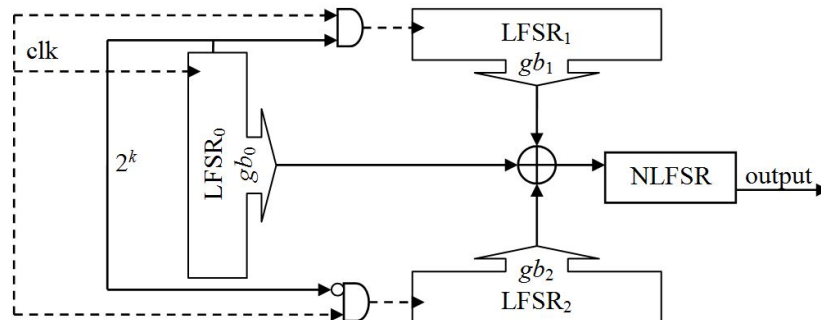 LFSR₁
gb₁
clk
LFSR₀
gb₀
2ᵏ
NLFSR
output
gb₂
LFSR₂